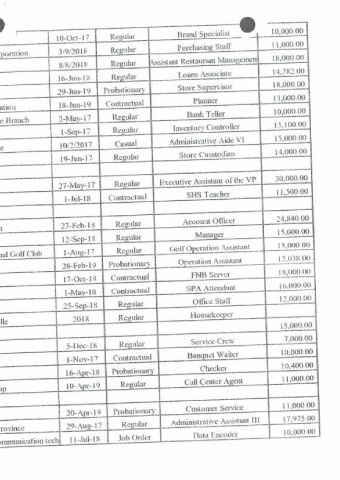 10-Oct-17 Regular Brand Specialist 10,000.00
poration 3/9/2018 Regular Purchasing Staff 11,000.00
8/8/2018 Regular Assistant Restaurant Managemen 18,000.00
16-Jun-18 Regular Loans Associate 14,782.00
29-Jun-19 Probationary Store Supervisor 18,000.00
ation 18-Jun-19 Contractual Planner 13,000.00
e Branch 2-May-17 Regular Bank Teller 10,000.00
1-Sep-17 Regular Inventory Controller 13,100.00
e 10/2/2017 Casual Administrative Aide VI 15,000.00
19-Jun-17 Regular Store Custodian 14,000.00
27-May-17 Regular Executive Assistant of the VP 30,000.00
1-Jul-18 Contractual SHS Teacher 11,500.00
27-Feb-18 Regular Account Officer 24,840.00
12-Sep-18 Regular Manager 15,000.00
nal Golf Club 1-Aug-17 Regular Golf Operation Assistant 15,000.00
28-Feb-19 Probationary Operation Assistant 12,038.00
17-Oct-18 Contractual FNB Server 18,000.00
1-May-18 Contractual SPA Attendant 16,000.00
25-Sep-18 Regular Office Staff 12,000.00
lle 2018 Regular Housekeeper
15,000.00
5-Dec-18 Regular Service Crew 7,000.00
1-Nov-17 Contractual Banquet Waiter 10,000.00
16-Apr-18 Probationary Checker 10,400.00
up 10-Apr-19 Regular Call Center Agent 11,000.00
20-Apr-19 Probationary Customer Service 11,000.00
rovince 29-Aug-17 Regular Administrative Assistant III 17,975.00
ommunication tech 11-Jul-18 Job Order Data Encoder 10,000.00